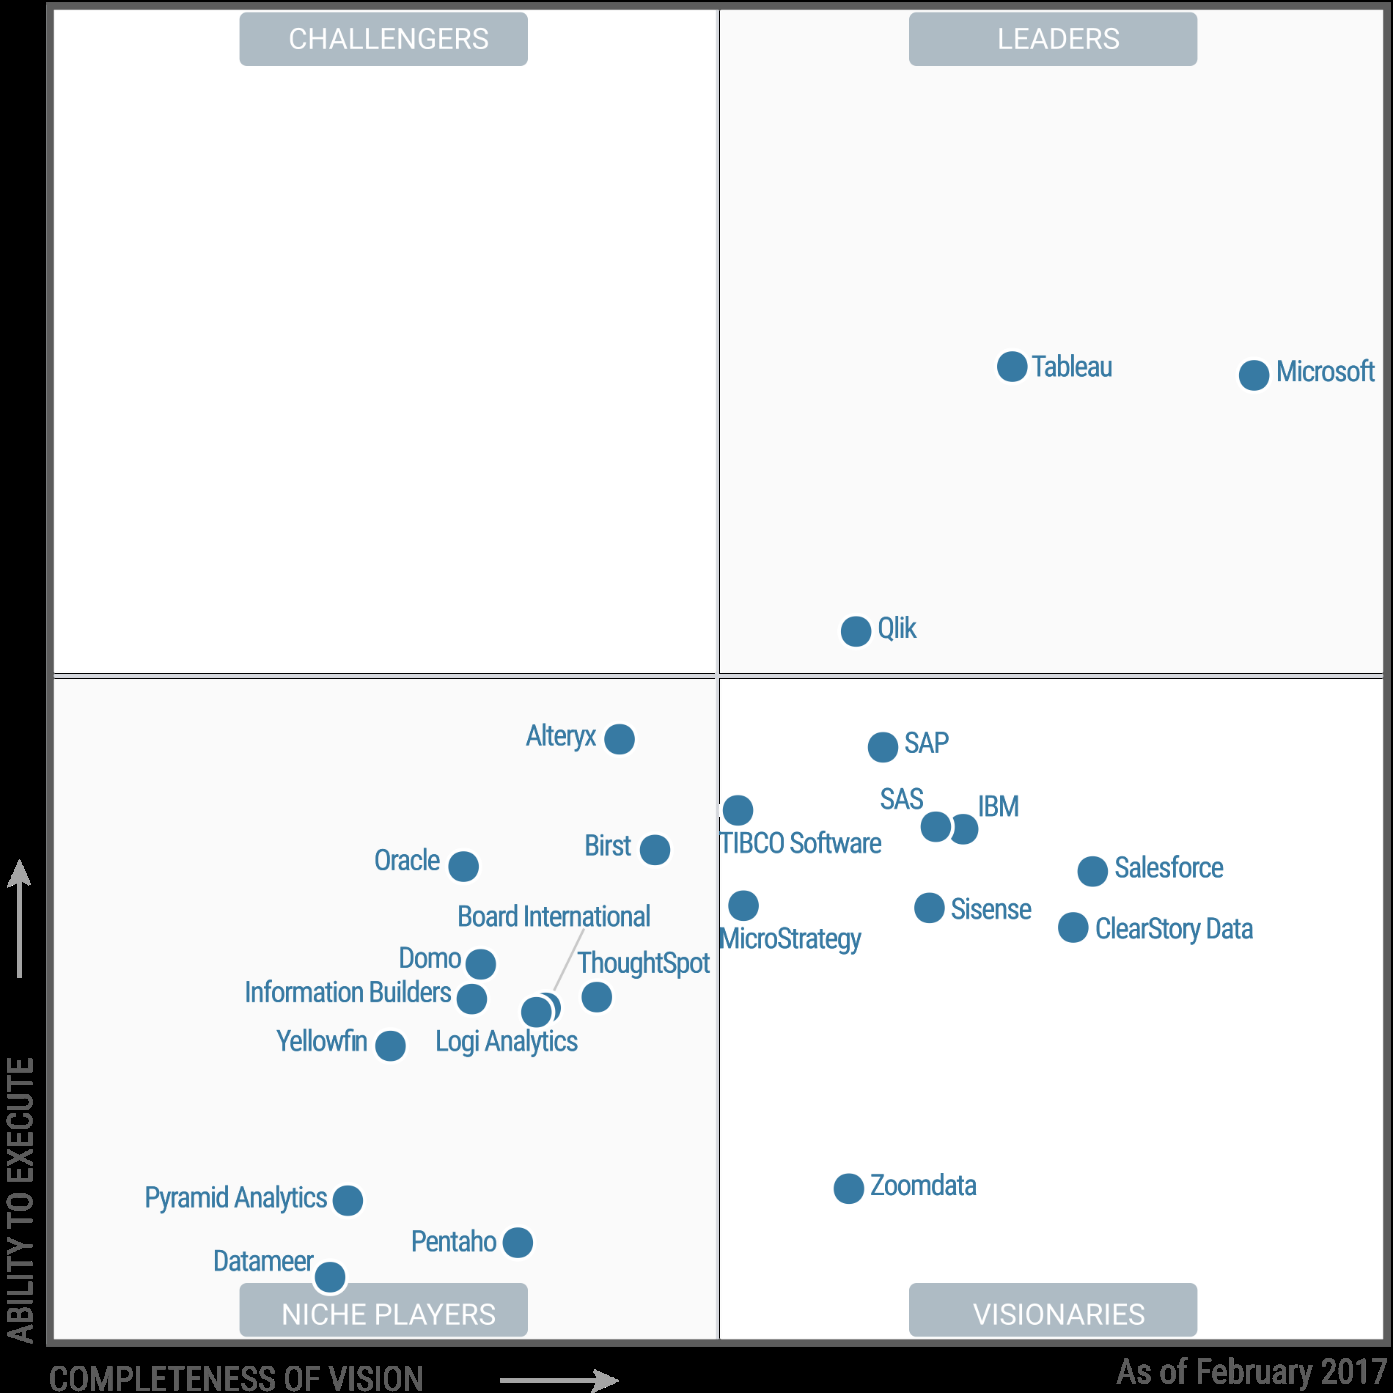 CHALLENGERS
LEADERS
Tableau
Microsoft
Qlik
Alteryx
SAP
SAS
IBM
TIBCO Software
Birst
Oracle
Salesforce
Board International
Sisense
MicroStrategy
ClearStory Data
Domo
ThoughtSpot
Information Builders
Yellowfin
Logi Analytics
Pyramid Analytics
Zoomdata
Pentaho
Datameer
NICHE PLAYERS
VISIONARIES
ABILITY TO EXECUTE
COMPLETENESS OF VISION
As of February 2017